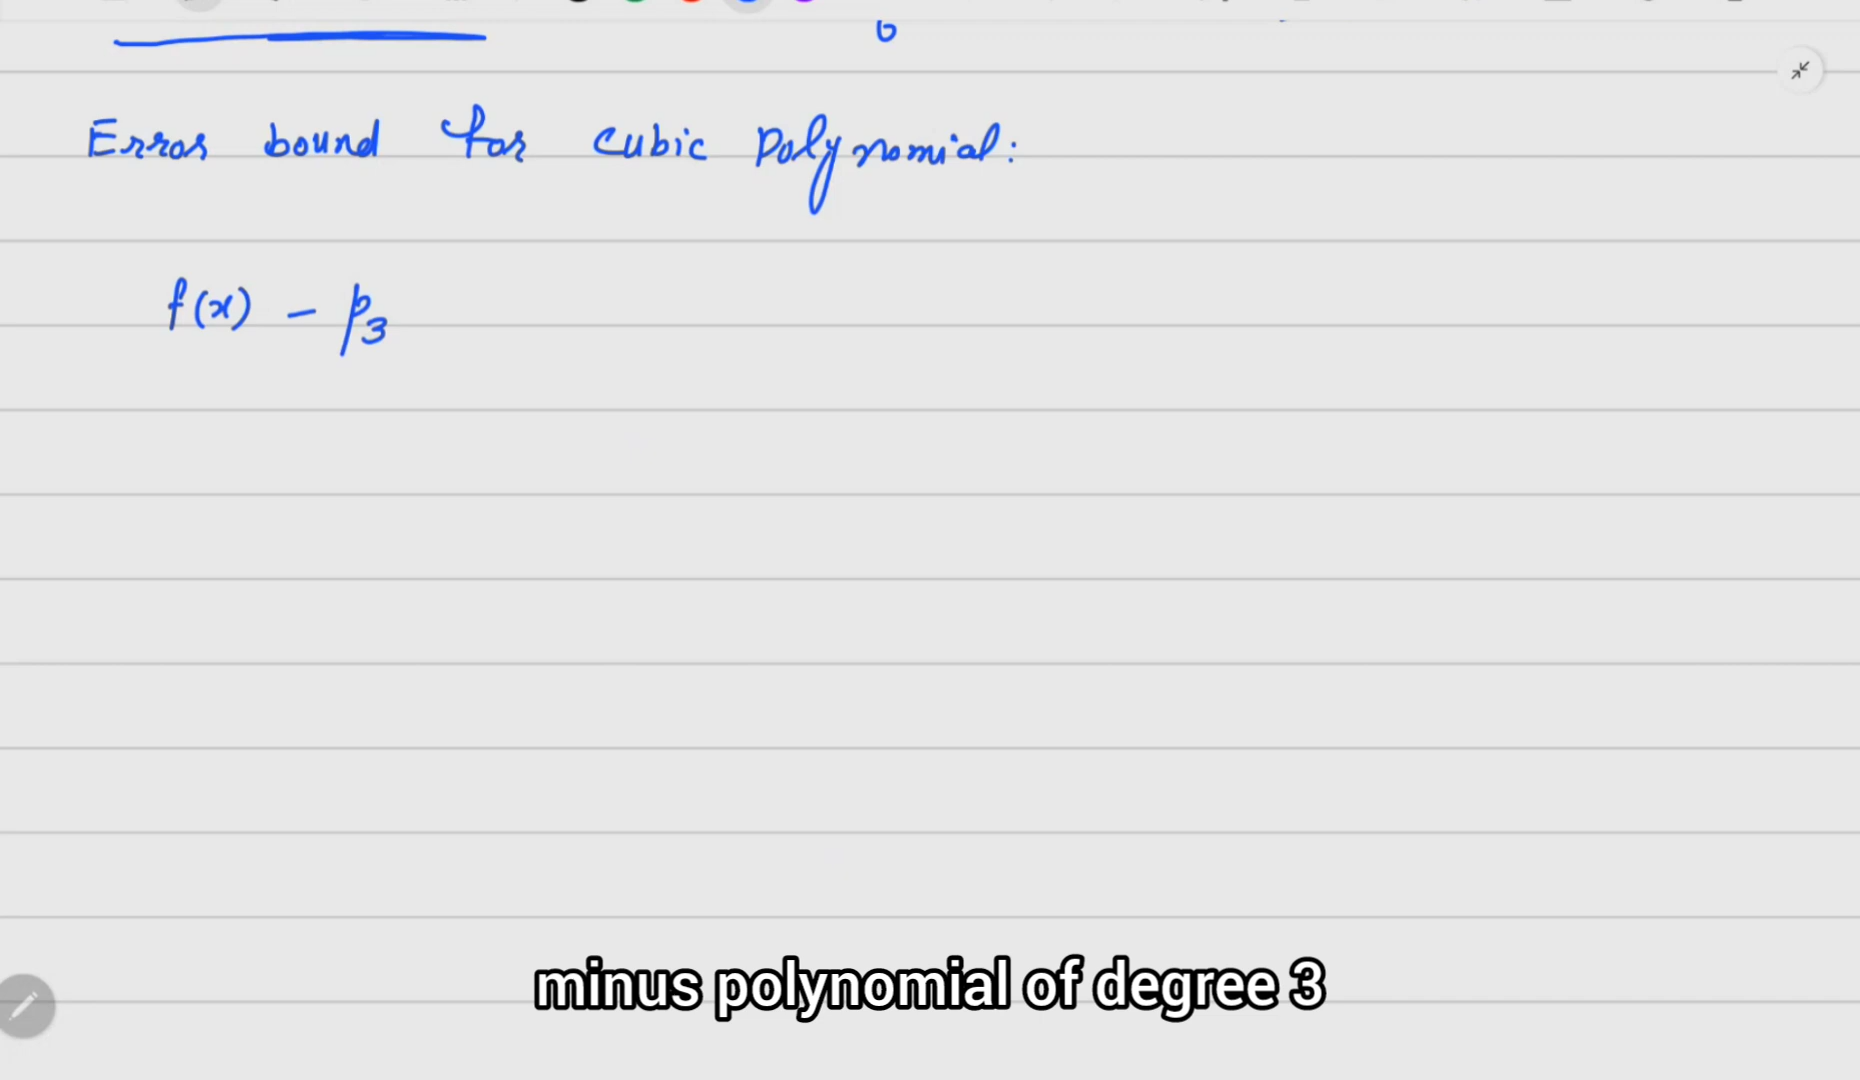 Error bound for cubic polynomial:
f(x) - p₃
minus polynomial of degree 3